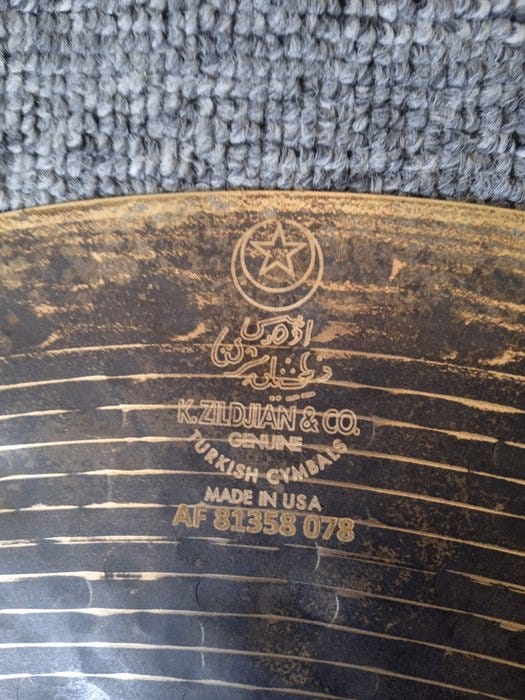 K. ZILDJIAN & CO.
GENUINE
TURKISH CYMBALS
MADE IN USA
AF 81358 078